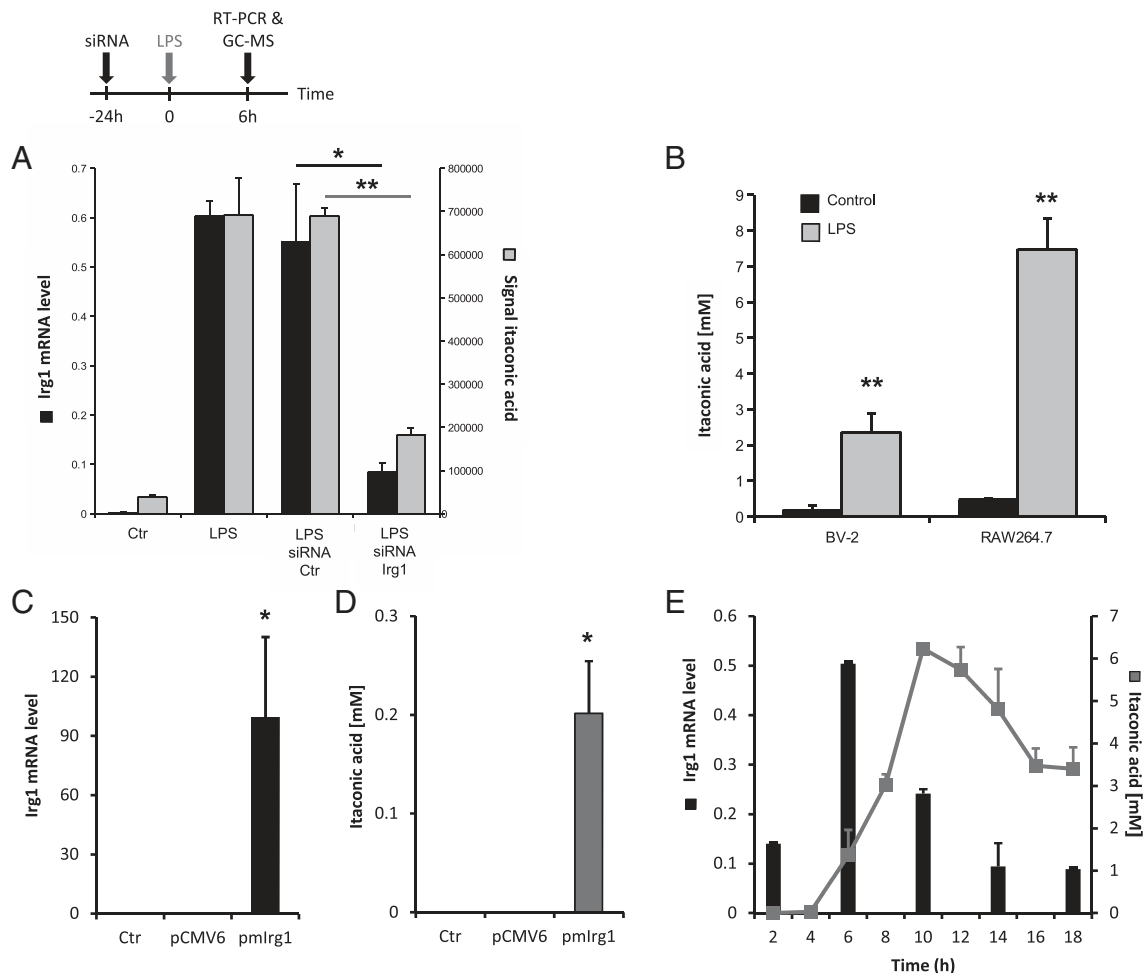 RT-PCR &
siRNA LPS GC-MS
Time
-24h 0 6h
A
* **
Irg1 mRNA level
0.7
0.6
0.5
0.4
0.3
0.2
0.1
0
800000
700000
600000
500000
400000
300000
200000
100000
0
Signal itaconic acid
Ctr
LPS
LPS siRNA Ctr
LPS siRNA Irg1
B
Control
LPS
Itaconic acid [mM]
9
8
7
6
5
4
3
2
1
0
**
**
BV-2 RAW264.7
C
Irg1 mRNA level
150
120
90
60
30
0
*
Ctr pCMV6 pmIrg1
D
Itaconic acid [mM]
0.3
0.2
0.1
0
*
Ctr pCMV6 pmIrg1
E
Irg1 mRNA level
0.6
0.5
0.4
0.3
0.2
0.1
0
7
6
5
4
3
2
1
0
Itaconic acid [mM]
2 4 6 8 10 12 14 16 18
Time (h)